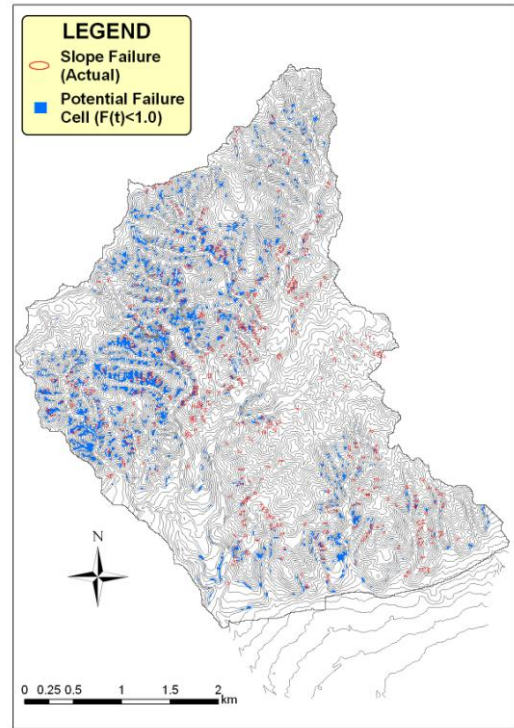 LEGEND
Slope Failure
(Actual)
Potential Failure
Cell (F(t)<1.0)
N
0 0.25 0.5 1 1.5 2
km